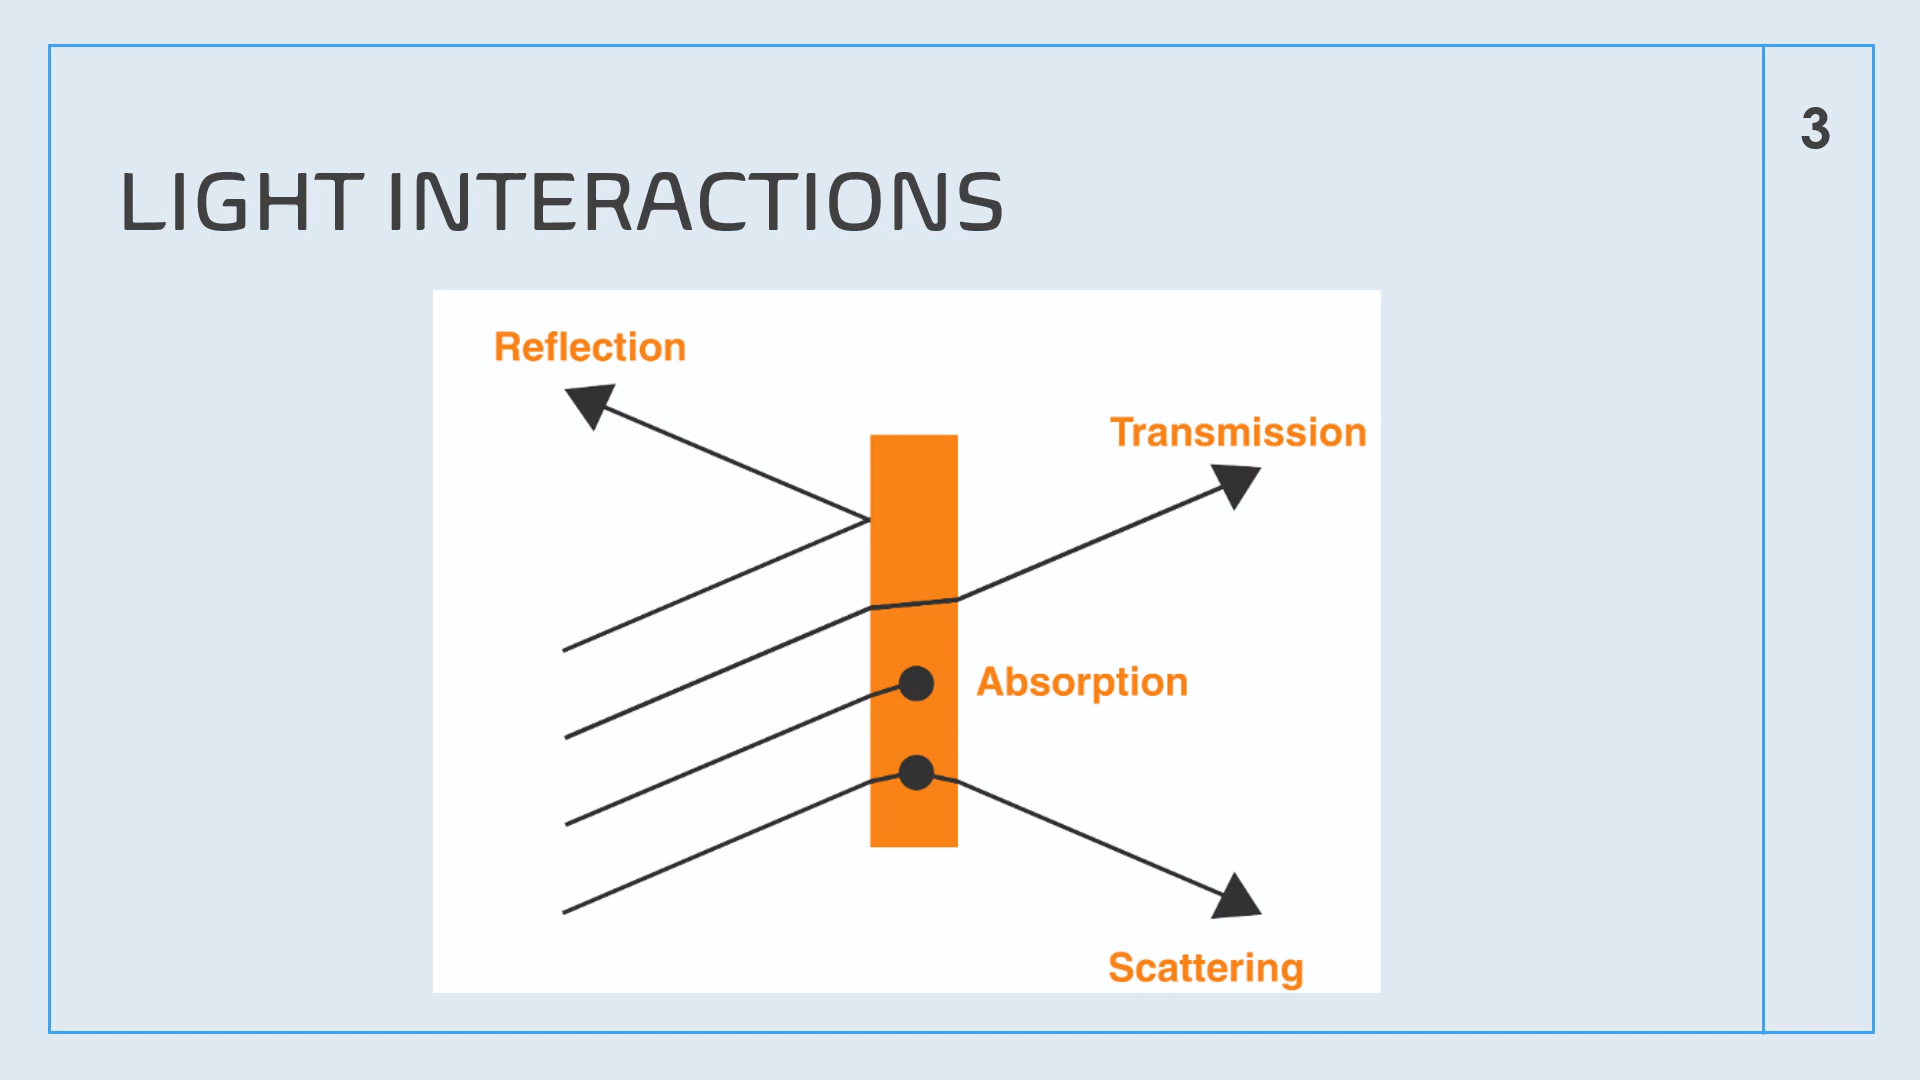 3
LIGHT INTERACTIONS
Reflection
Transmission
Absorption
Scattering